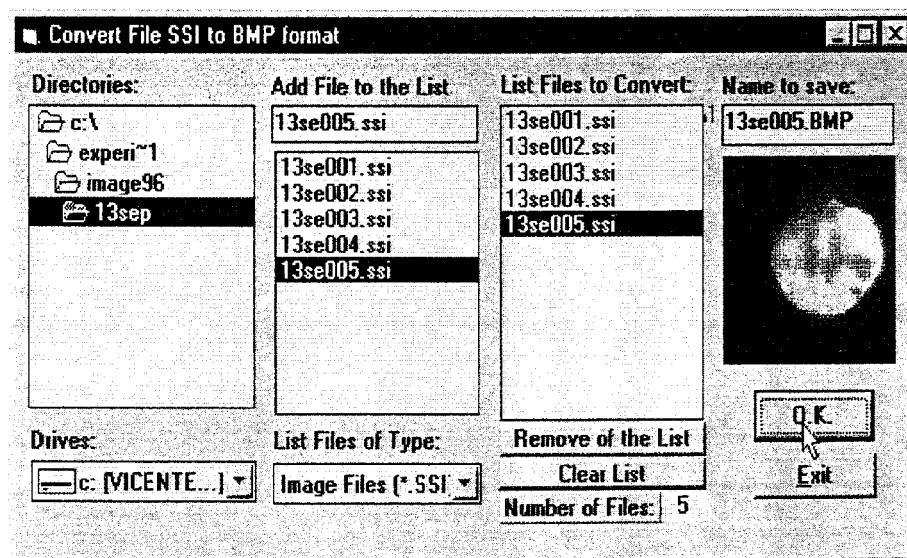 Convert File SSI to BMP format
Directories:
c:\
experi~1
image96
13sep
Drives:
c: [VICENTE...]
Add File to the List
13se005.ssi
13se001.ssi
13se002.ssi
13se003.ssi
13se004.ssi
13se005.ssi
List Files of Type:
Image Files (*.SSI
List Files to Convert:
13se001.ssi
13se002.ssi
13se003.ssi
13se004.ssi
13se005.ssi
Remove of the List
Clear List
Number of Files: 5
Name to save:
13se005.BMP
O.K.
Exit